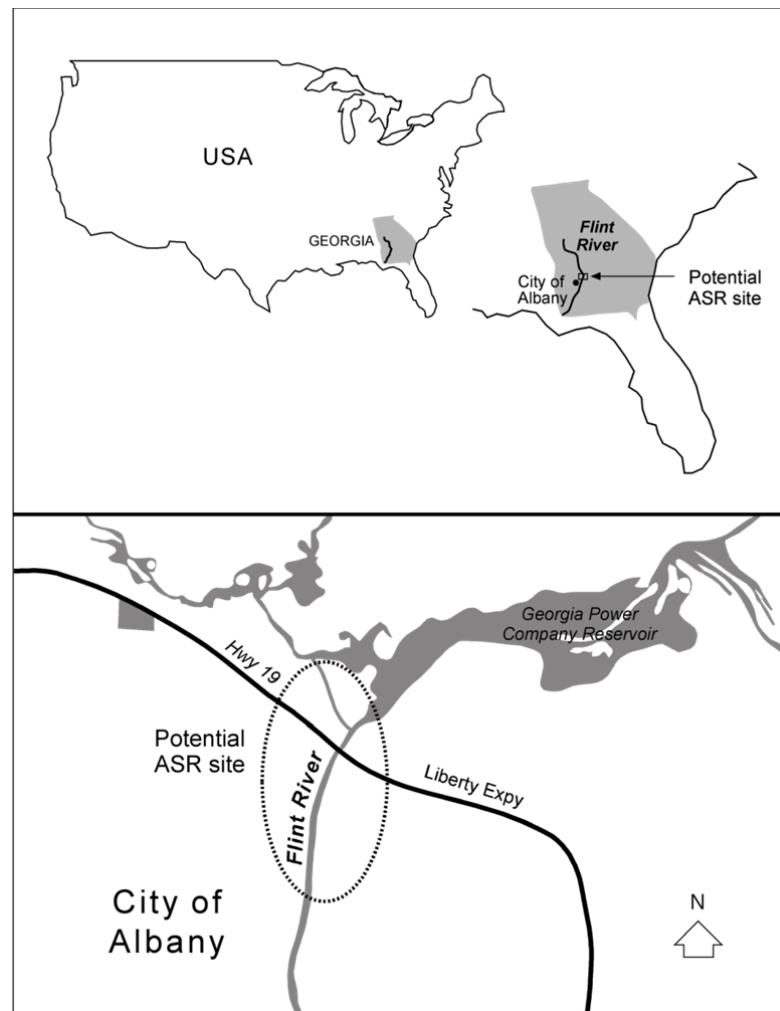 USA
GEORGIA
Flint
River
City of
Albany
Potential
ASR site
Georgia Power
Company Reservoir
Hwy 19
Potential
ASR site
Flint River
Liberty Expy
City of
Albany
N